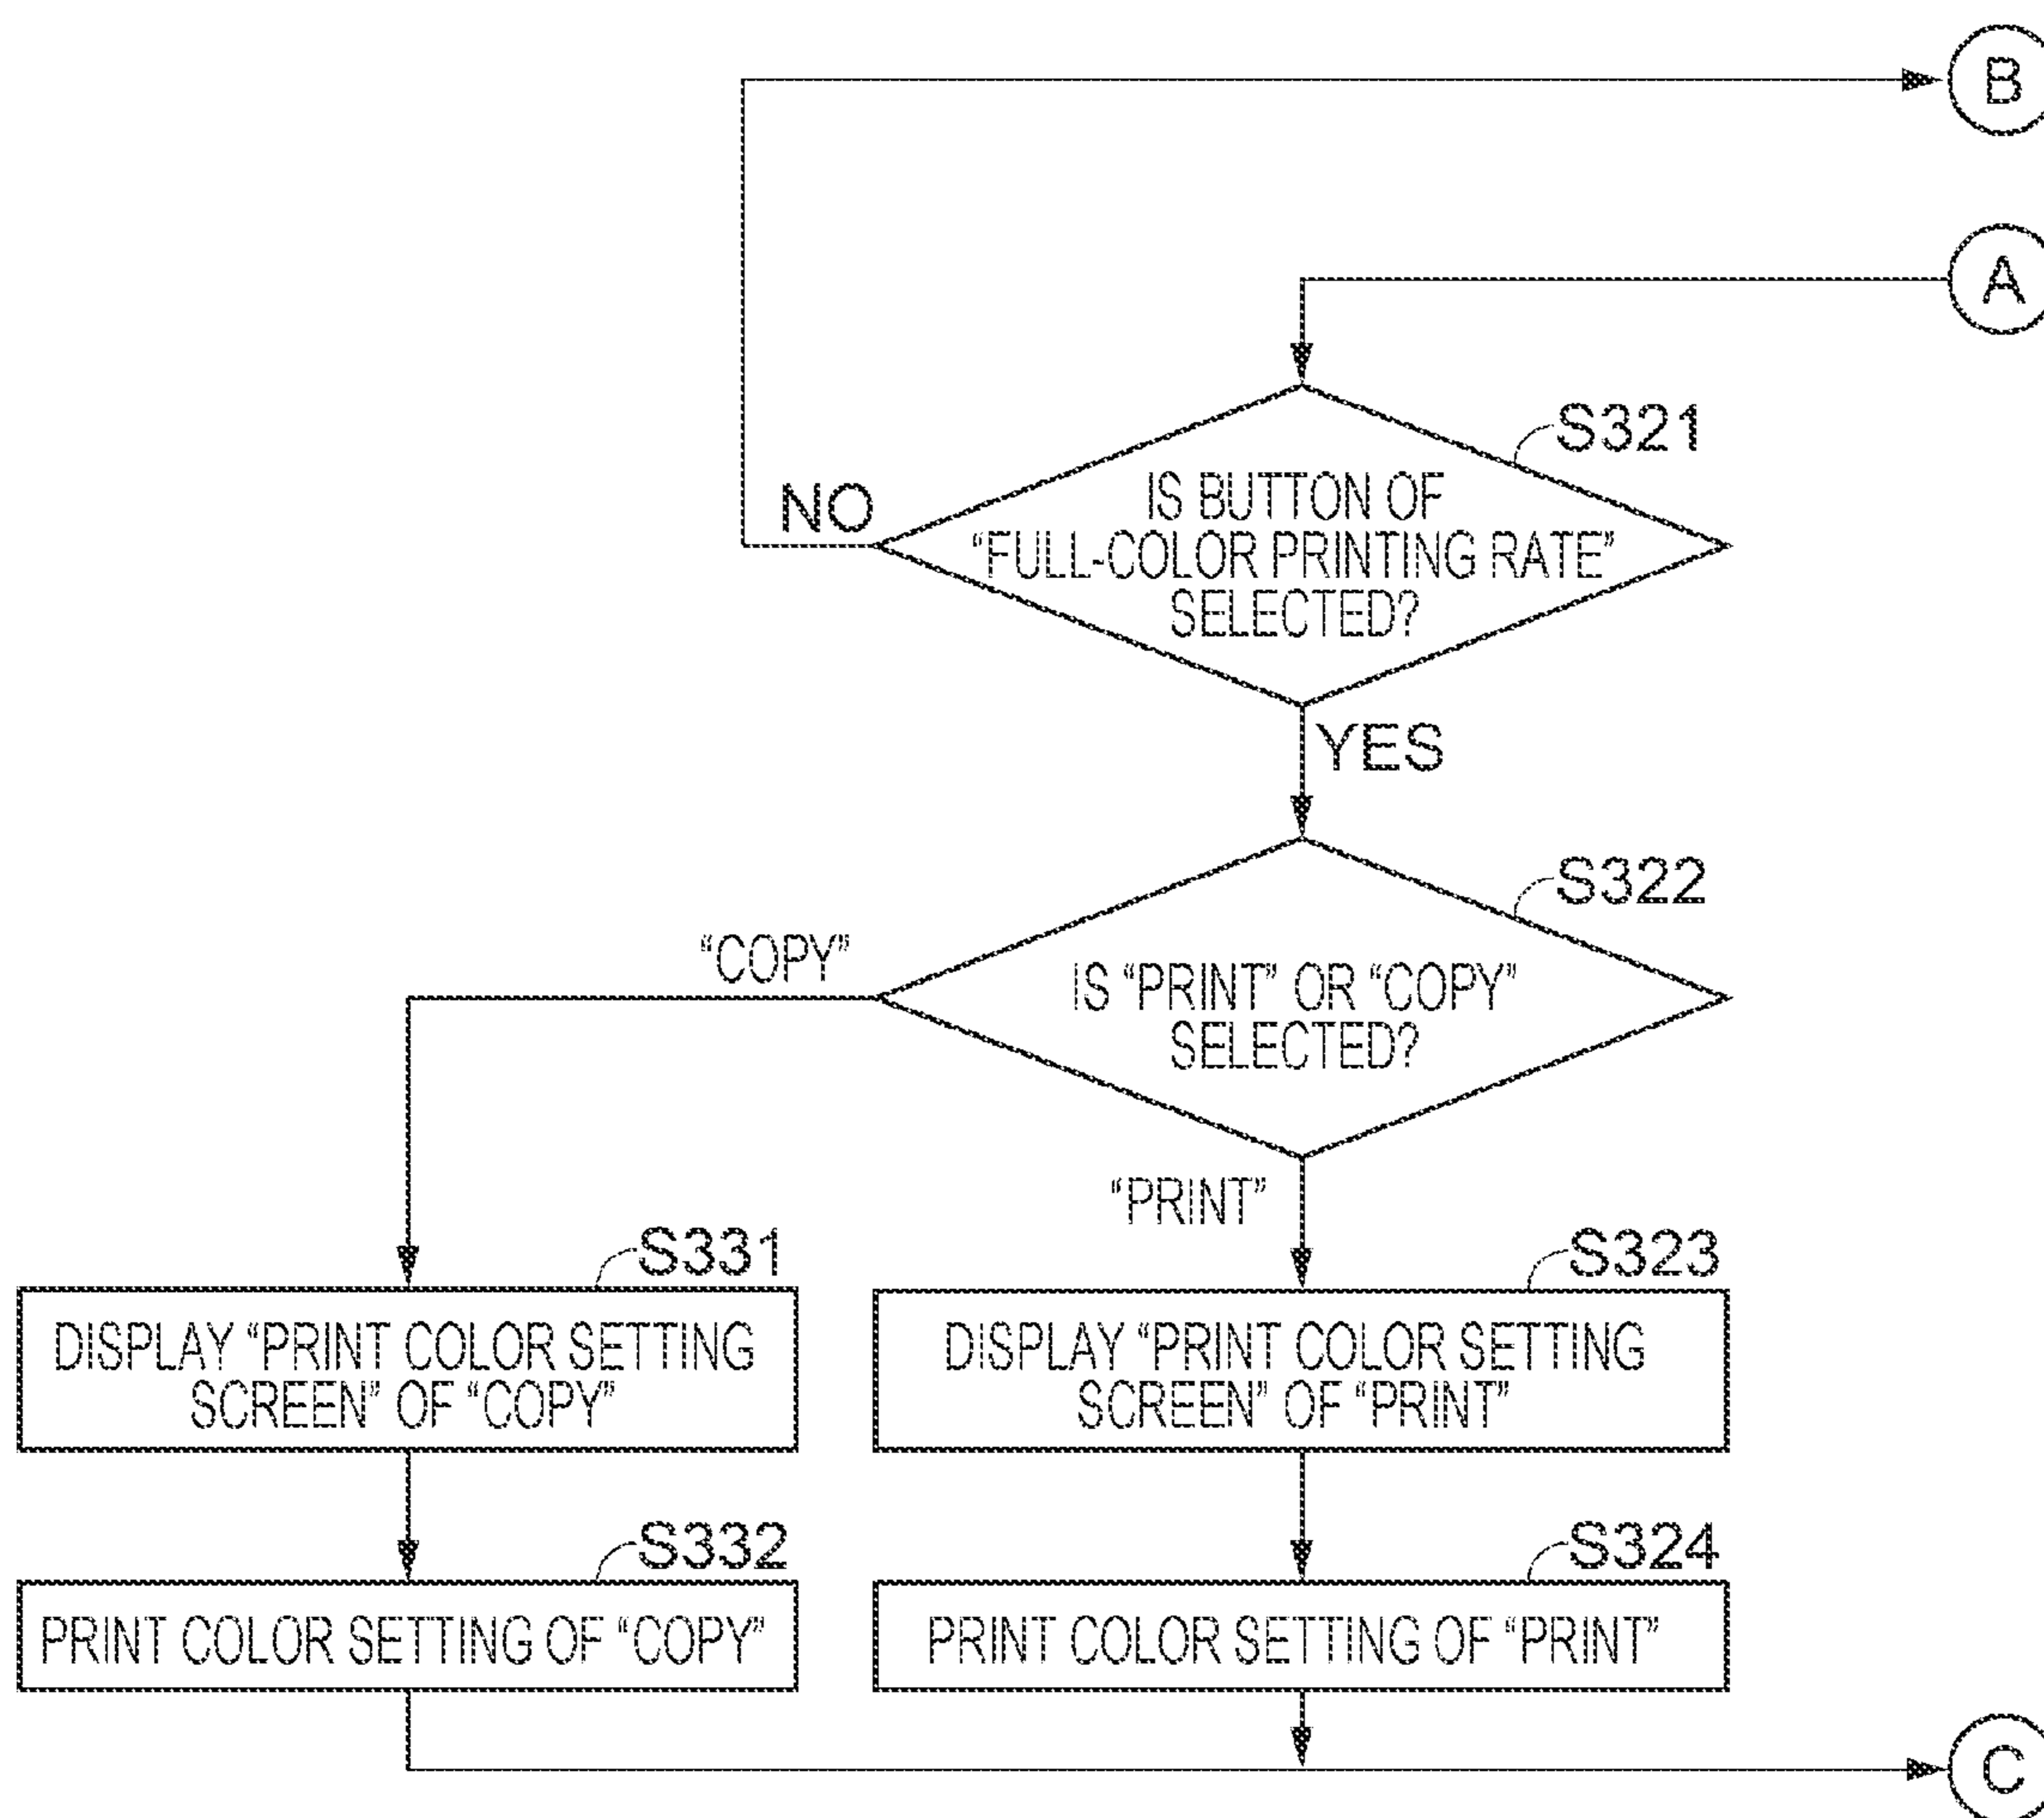 B
A
S321
NO
IS BUTTON OF
“FULL-COLOR PRINTING RATE”
SELECTED?
YES
S322
“COPY”
IS “PRINT” OR “COPY”
SELECTED?
“PRINT”
S331
S323
DISPLAY “PRINT COLOR SETTING
SCREEN” OF “COPY”
DISPLAY “PRINT COLOR SETTING
SCREEN” OF “PRINT”
S332
S324
PRINT COLOR SETTING OF “COPY”
PRINT COLOR SETTING OF “PRINT”
C